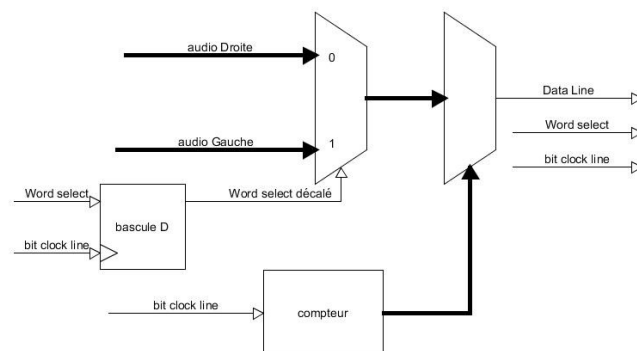 audio Droite
0
Data Line
Word select
audio Gauche
1
bit clock line
Word select
Word select décalé
bascule D
bit clock line
bit clock line
compteur